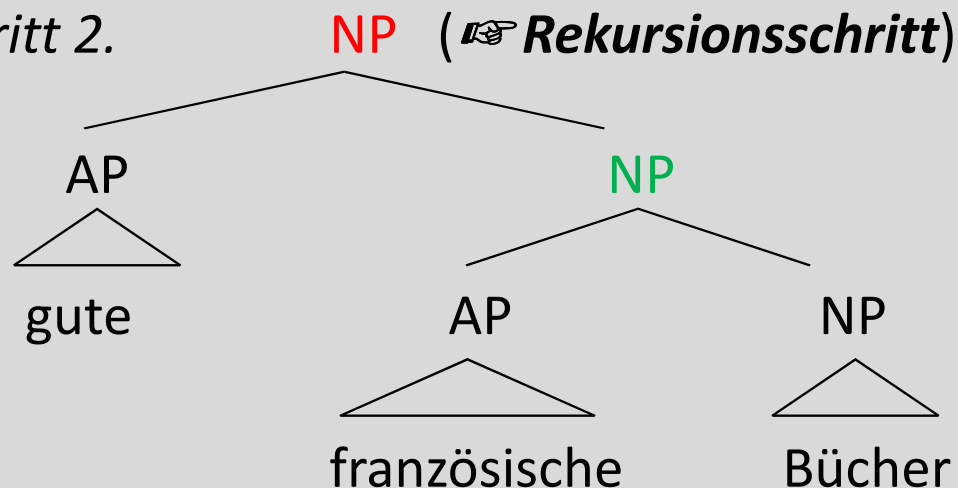 ritt 2. NP (☞ Rekursionsschritt)
AP NP
gute AP NP
französische Bücher